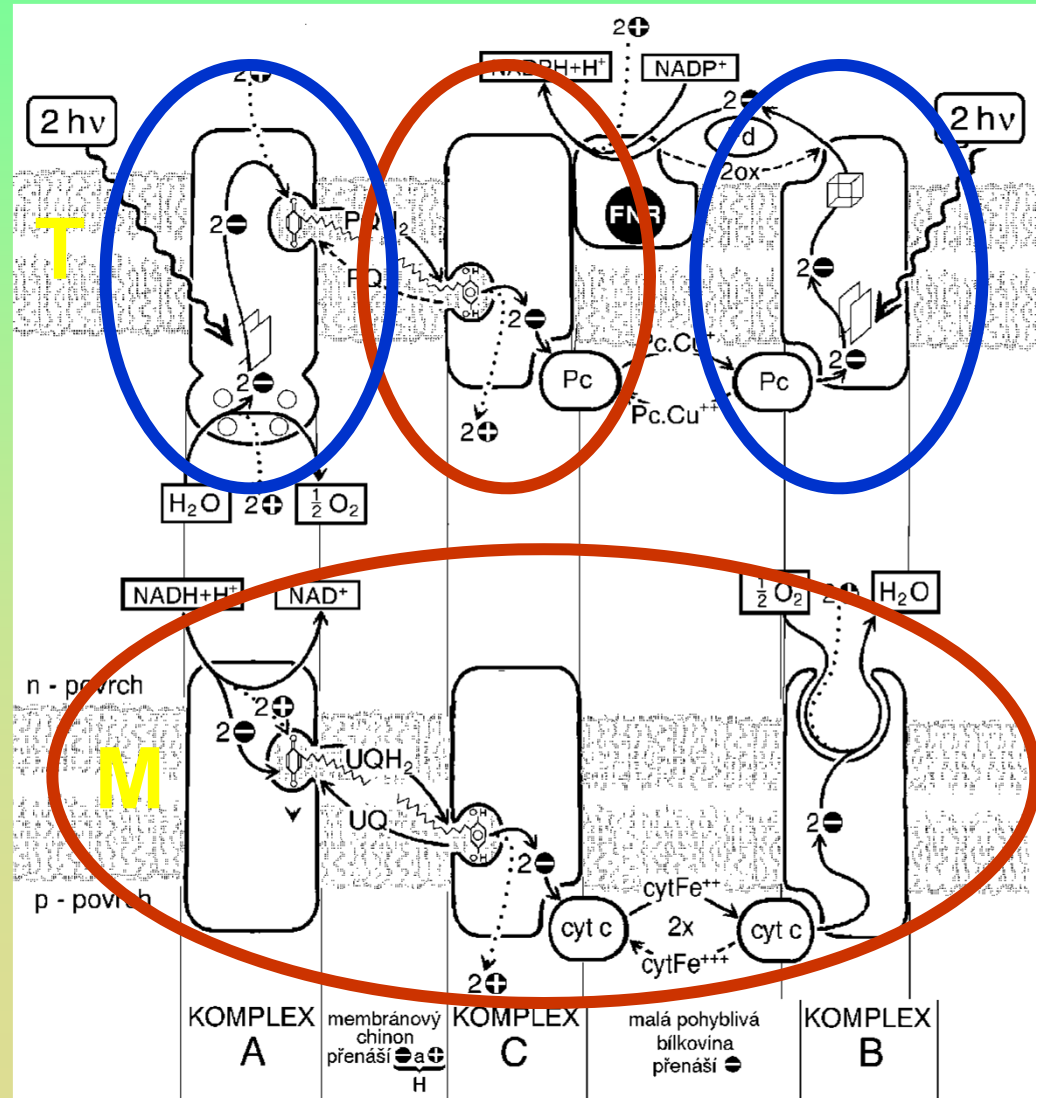 2⊕
2⊕
NADPH+H⁺
NADP⁺
2⊖
2 hν
2 hν
d
2ox
T
2⊖
PQH₂
FNR
PQ
2⊖
2⊖
2⊖
Pc.Cu⁺
2⊖
2⊖
Pc
Pc
Pc.Cu⁺⁺
2⊕
H₂O
2⊕
½ O₂
NADH+H⁺
NAD⁺
½ O₂
2⊕
H₂O
n - povrch
2⊕
2⊖
M
UQH₂
UQ
2⊖
2⊖
p - povrch
cytFe⁺⁺
cyt c
2x
cyt c
cytFe⁺⁺⁺
2⊕
KOMPLEX
A
membránový
chinon
přenáší ⊖ a ⊕
H
KOMPLEX
C
malá pohyblivá
bílkovina
přenáší ⊖
KOMPLEX
B